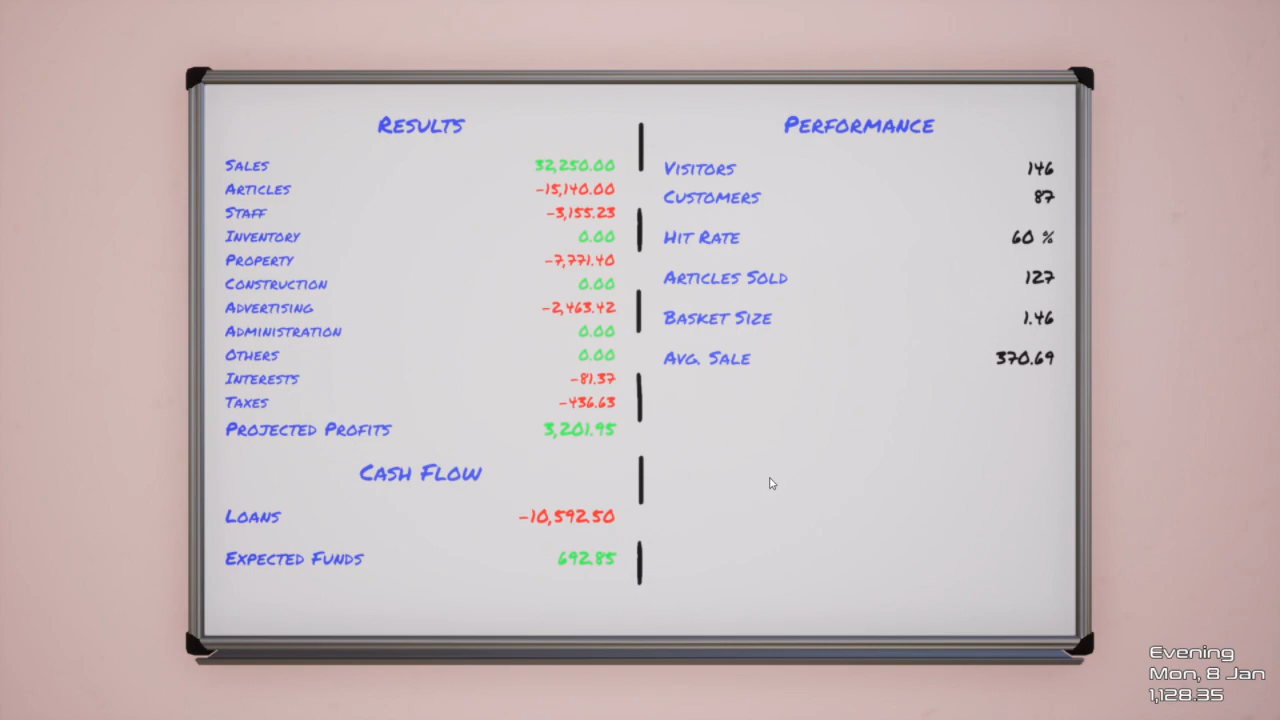 Results
Sales 32,250.00
Articles -15,140.00
Staff -3,155.23
Inventory 0.00
Property -7,771.40
Construction 0.00
Advertising -2,463.42
Administration 0.00
Others 0.00
Interests -81.37
Taxes -436.63
Projected Profits 3,201.95
Cash Flow
Loans -10,592.50
Expected Funds 692.85
Performance
Visitors 146
Customers 87
Hit Rate 60 %
Articles Sold 127
Basket Size 1.46
Avg. Sale 370.69
Evening
Mon, 8 Jan
1,128.35